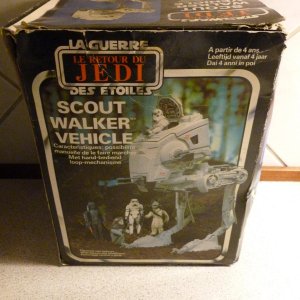 LA GUERRE
LE RETOUR DU
JEDI
DES ETOILES
A partir de 4 ans
Leeftijd vanaf 4 jaar
Dai 4 anni in poi
SCOUT
WALKER
VEHICLE
Caractéristiques: possibilité
manuelle de le faire marcher
Met hand-bediend
loop-mechanisme